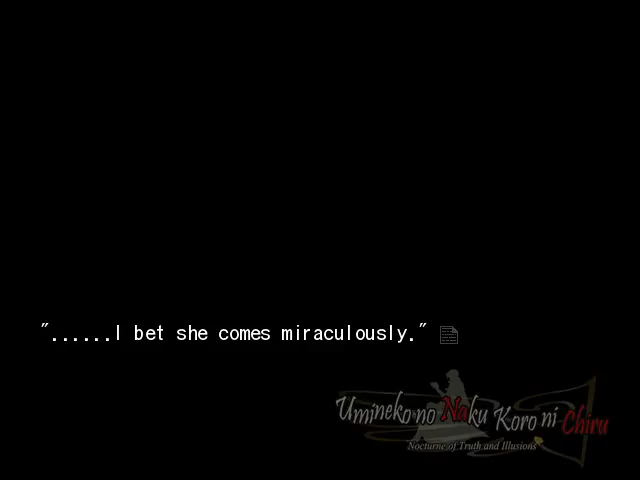 "......I bet she comes miraculously."
Umineko no Naku Koro ni Chiru
Nocturne of Truth and Illusions